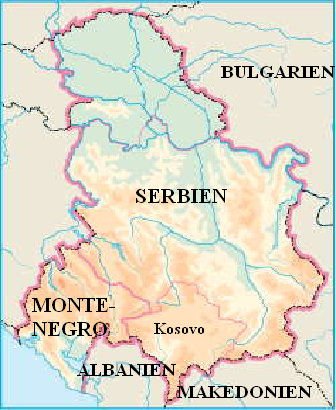 BULGARIEN
SERBIEN
MONTE-
NEGRO
Kosovo
ALBANIEN
MAKEDONIEN